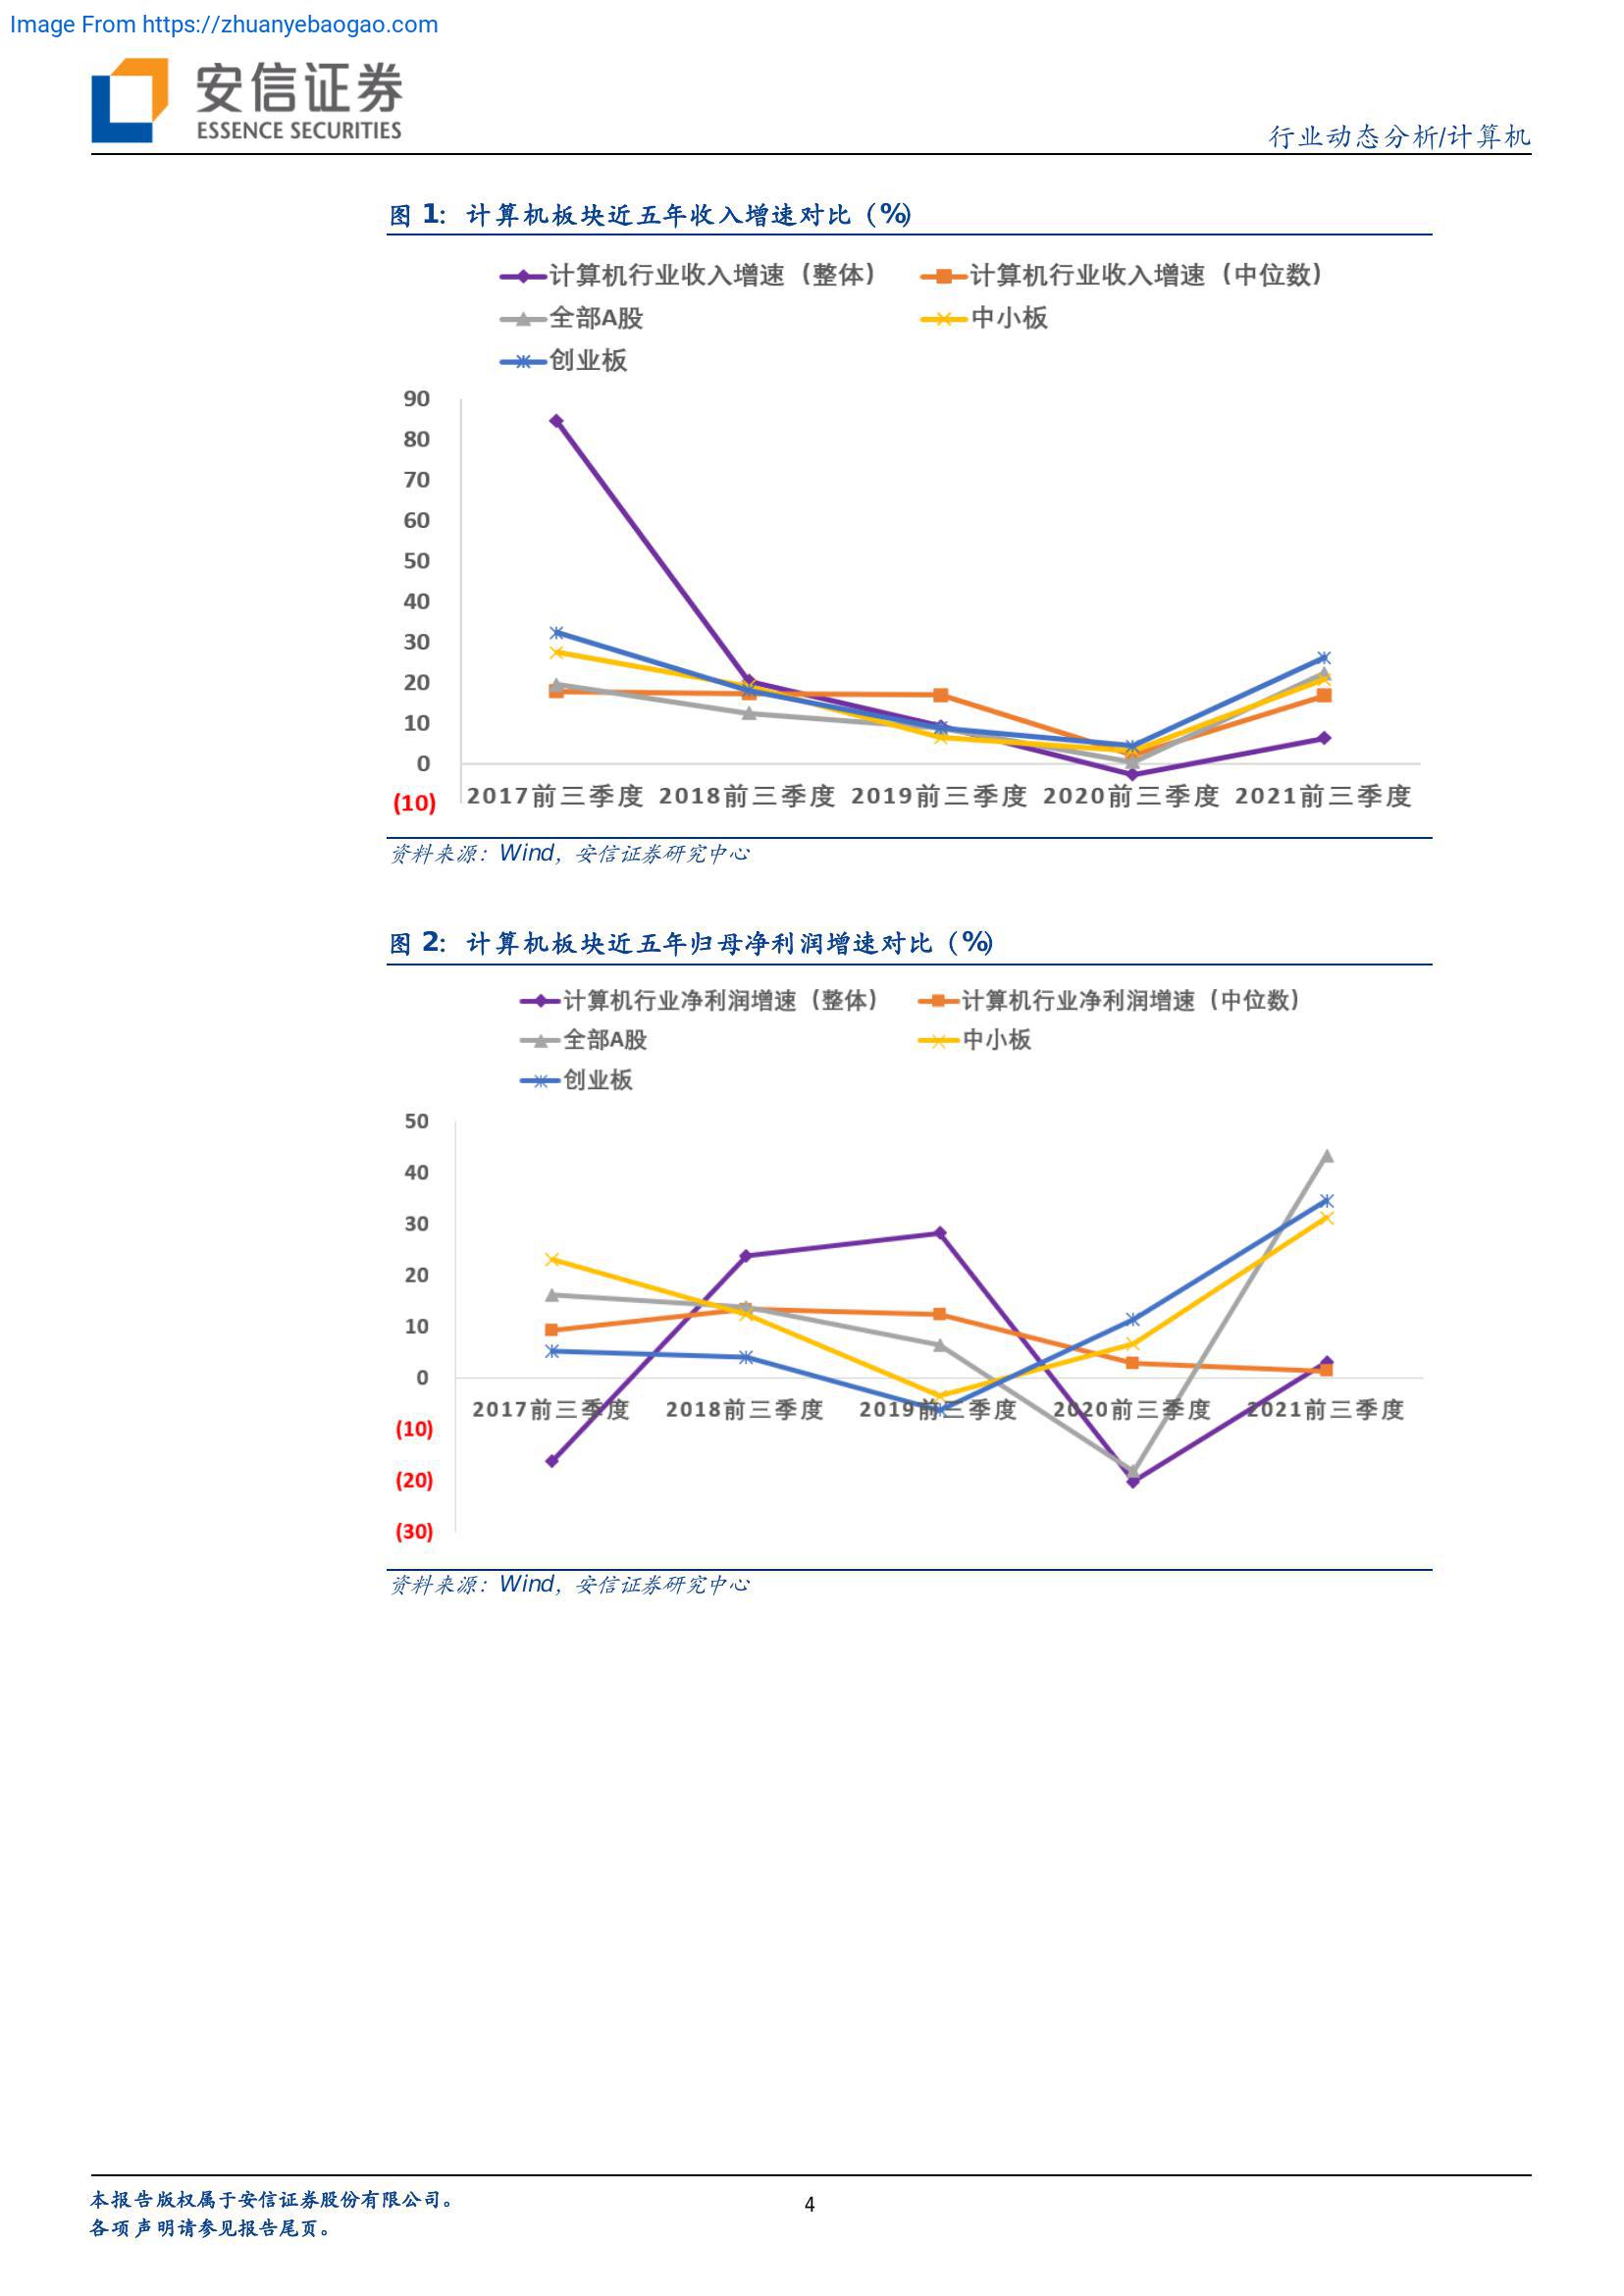 Image From https://zhuanyebaogao.com
安信证券
ESSENCE SECURITIES
行业动态分析/计算机
图 1：计算机板块近五年收入增速对比（%）
计算机行业收入增速（整体） 计算机行业收入增速（中位数）
全部A股 中小板
创业板
90
80
70
60
50
40
30
20
10
0
(10)
2017前三季度 2018前三季度 2019前三季度 2020前三季度 2021前三季度
资料来源：Wind，安信证券研究中心
图 2：计算机板块近五年归母净利润增速对比（%）
计算机行业净利润增速（整体） 计算机行业净利润增速（中位数）
全部A股 中小板
创业板
50
40
30
20
10
0
2017前三季度 2018前三季度 2019前三季度 2020前三季度 2021前三季度
(10)
(20)
(30)
资料来源：Wind，安信证券研究中心
本报告版权属于安信证券股份有限公司。
各项声明请参见报告尾页。
4